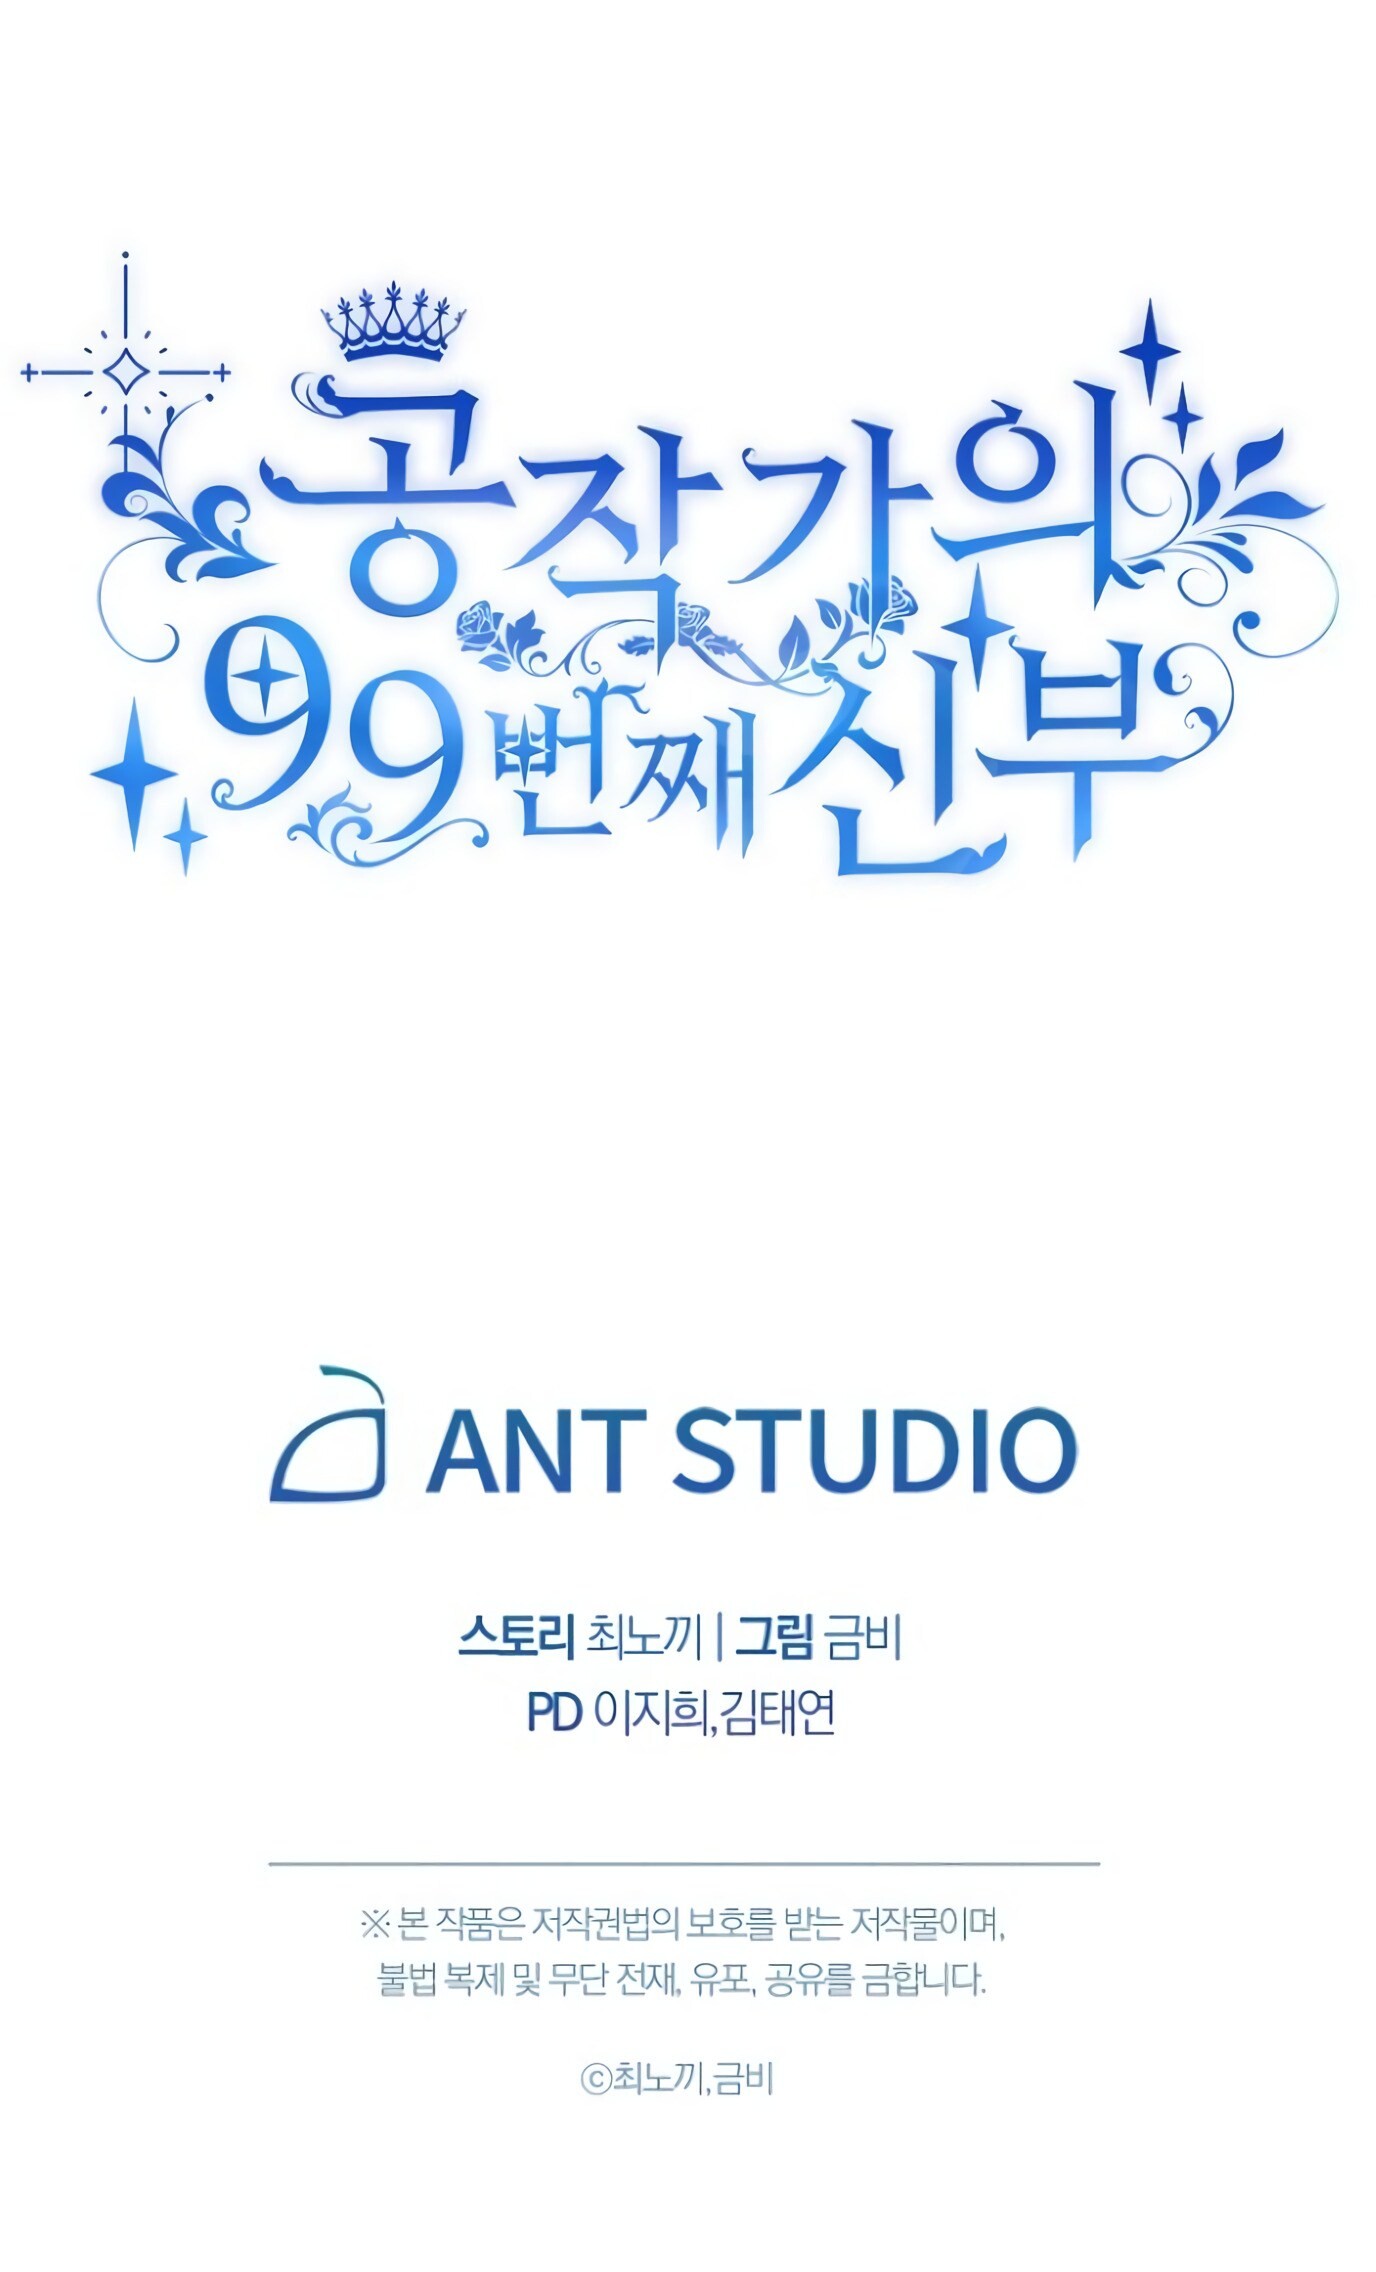 공작가의
99번째 신부
ANT STUDIO
스토리 최노끼 | 그림 금비
PD 이지희,김태연
※ 본 작품은 저작권법의 보호를 받는 저작물이며,
불법 복제 및 무단 전재, 유포, 공유를 금합니다.
ⓒ최노끼,금비